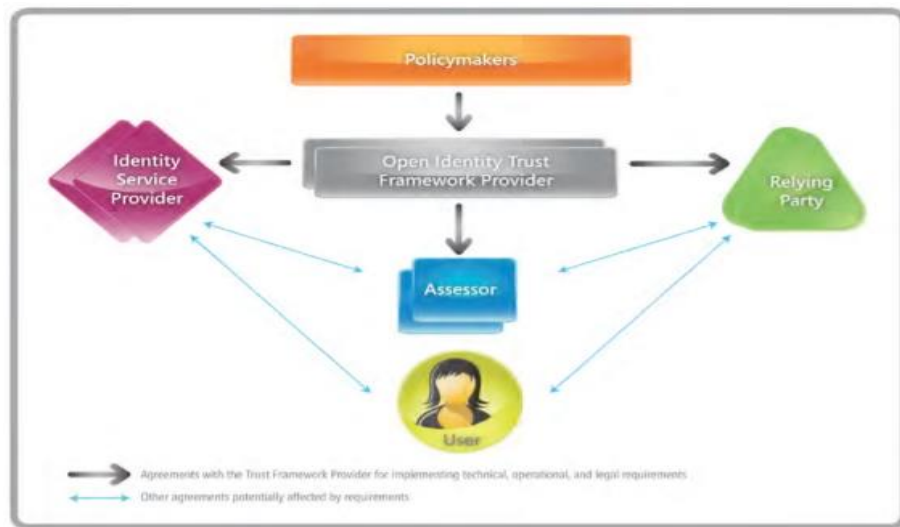 Policymakers
Identity
Service
Provider
Open Identity Trust
Framework Provider
Relying
Party
Assessor
User
Agreements with the Trust Framework Provider for implementing technical, operational, and legal requirements
Other agreements potentially affected by requirements